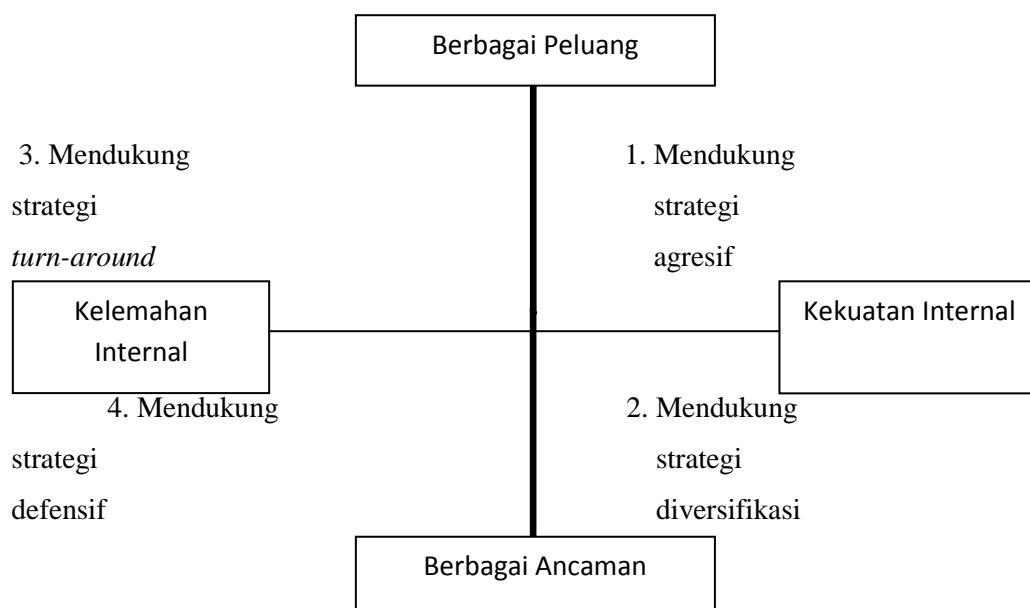 Berbagai Peluang
3. Mendukung
strategi
turn-around
1. Mendukung
strategi
agresif
Kelemahan
Internal
Kekuatan Internal
4. Mendukung
strategi
defensif
2. Mendukung
strategi
diversifikasi
Berbagai Ancaman